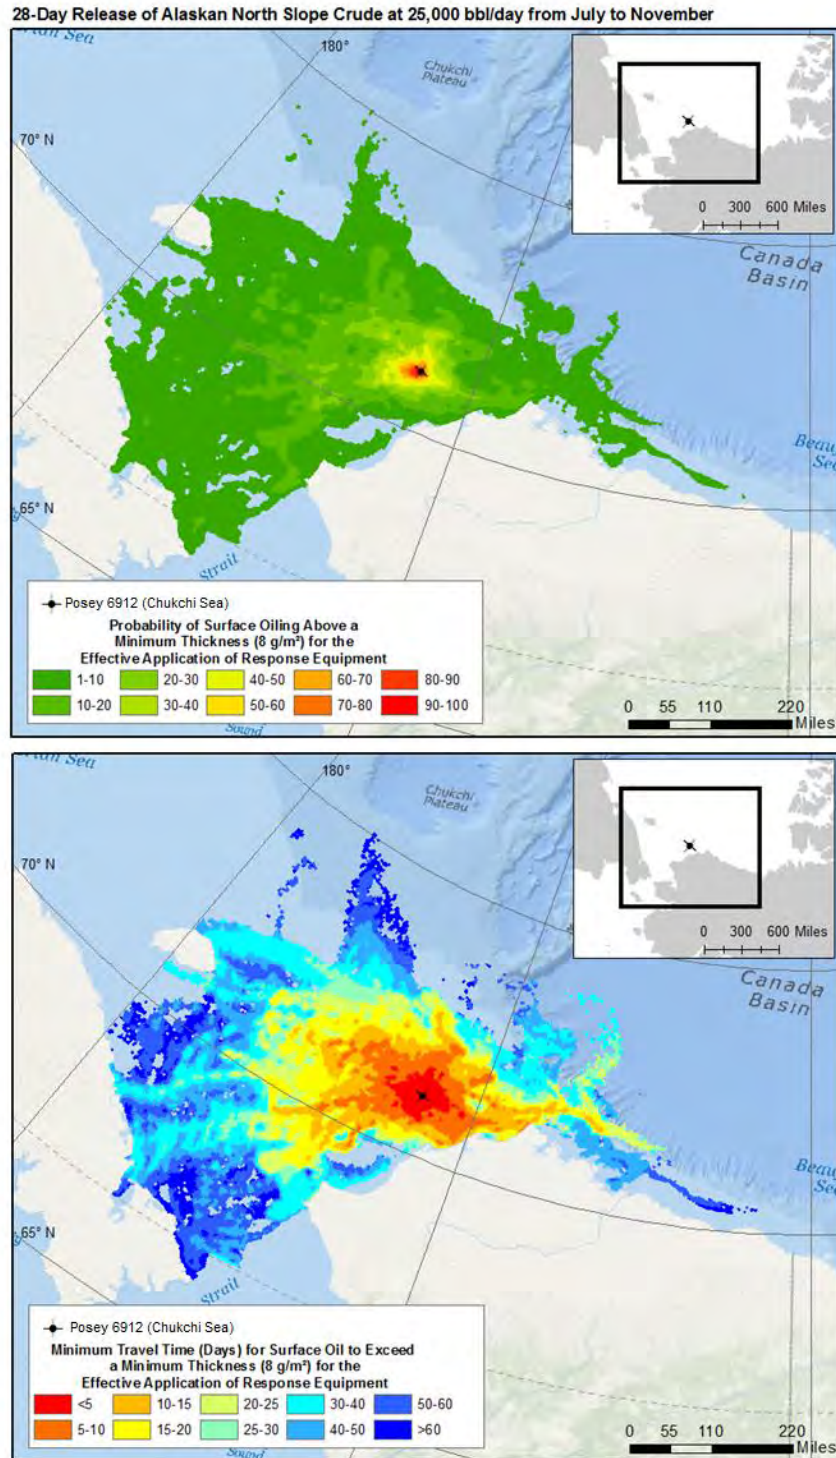 28-Day Release of Alaskan North Slope Crude at 25,000 bbl/day from July to November
180°
Chukchi
Plateau
70° N
0 300 600 Miles
Canada
Basin
65° N
Strait
Posey 6912 (Chukchi Sea)
Probability of Surface Oiling Above a
Minimum Thickness (8 g/m²) for the
Effective Application of Response Equipment
1-10 20-30 40-50 60-70 80-90
10-20 30-40 50-60 70-80 90-100
Sound
0 55 110 220
Miles
180°
Chukchi
Plateau
70° N
0 300 600 Miles
Canada
Basin
65° N
Strait
Posey 6912 (Chukchi Sea)
Minimum Travel Time (Days) for Surface Oil to Exceed
a Minimum Thickness (8 g/m²) for the
Effective Application of Response Equipment
<5 10-15 20-25 30-40 50-60
5-10 15-20 25-30 40-50 >60
Sound
0 55 110 220
Miles